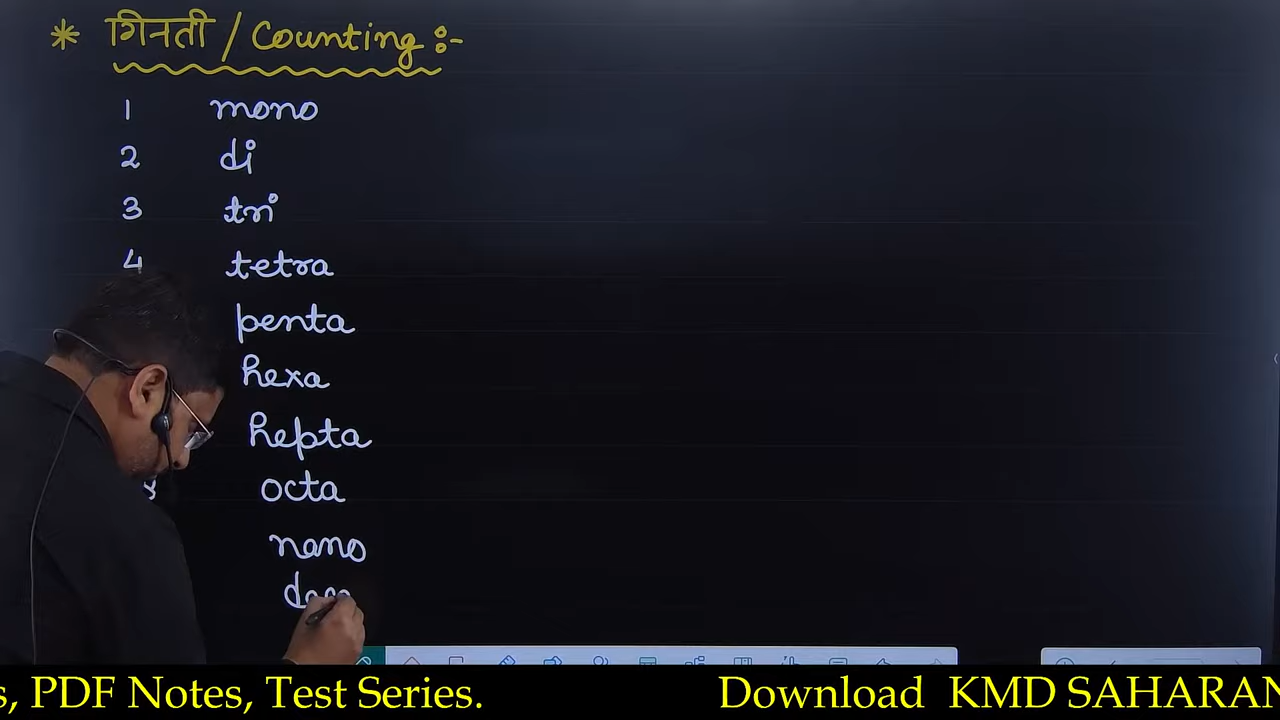 * गिनती / Counting :-
1 mono
2 di
3 tri
4 tetra
penta
hexa
hepta
8 octa
nano
s, PDF Notes, Test Series. Download KMD SAHARAN